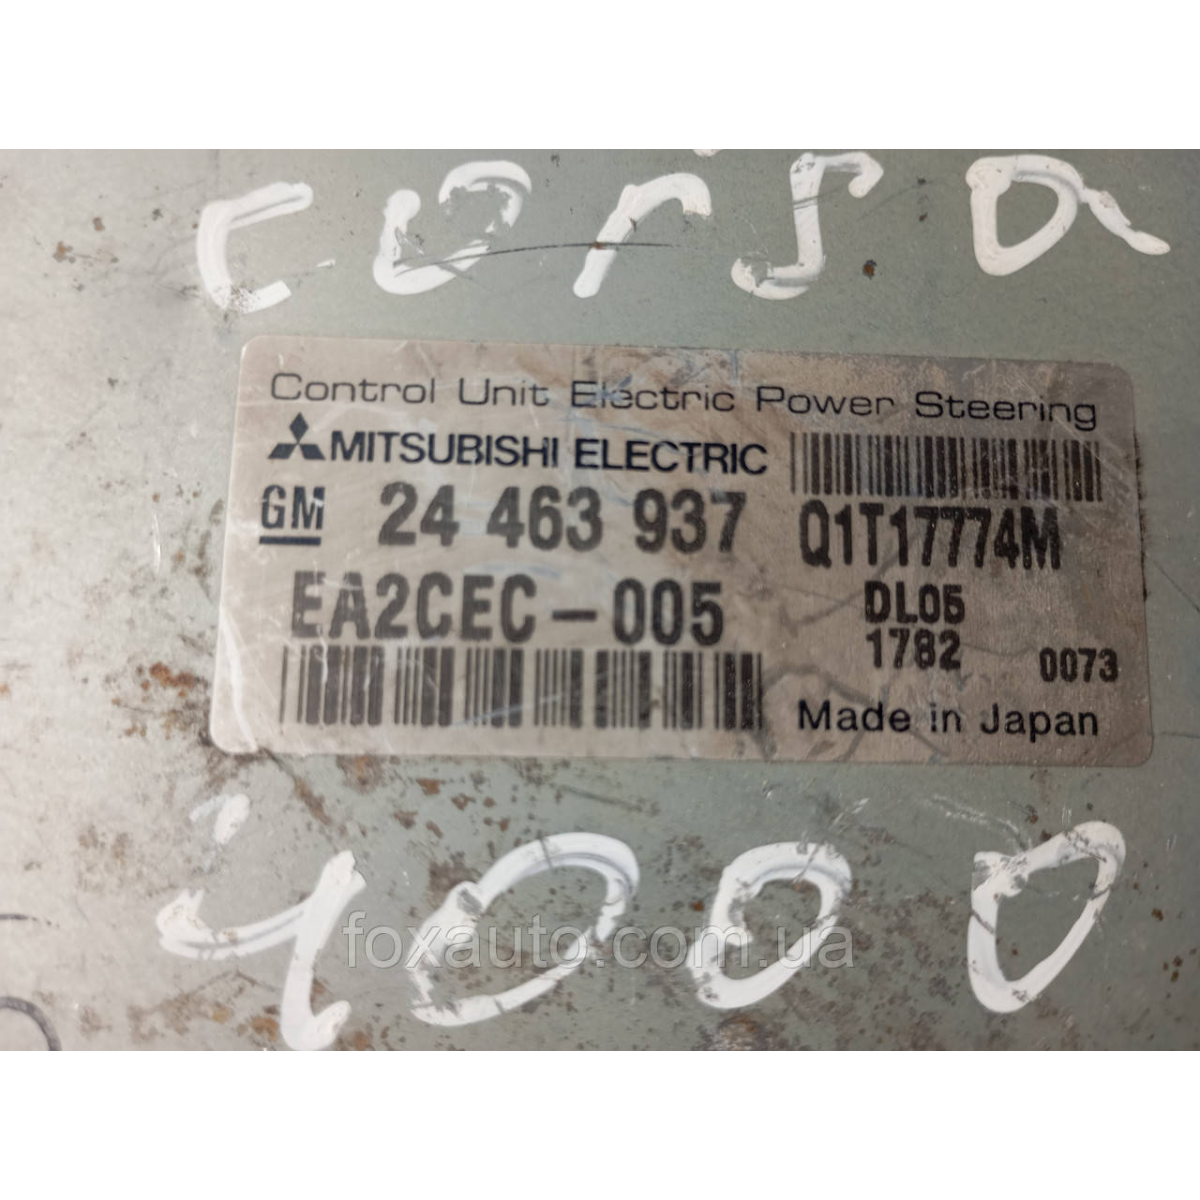 corsa
Control Unit Electric Power Steering
MITSUBISHI ELECTRIC
GM 24 463 937 Q1T17774M
EA2CEC-005 DL05
1782 0073
Made in Japan
4000
foxauto.com.ua